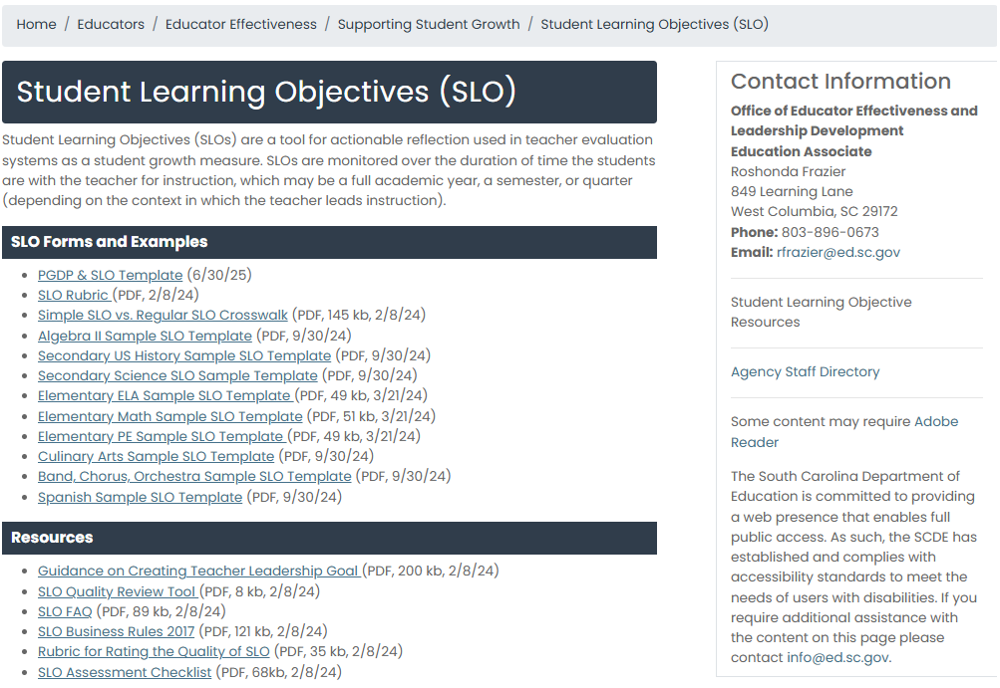 Home / Educators / Educator Effectiveness / Supporting Student Growth / Student Learning Objectives (SLO)
Student Learning Objectives (SLO)
Student Learning Objectives (SLOs) are a tool for actionable reflection used in teacher evaluation
systems as a student growth measure. SLOs are monitored over the duration of time the students
are with the teacher for instruction, which may be a full academic year, a semester, or quarter
(depending on the context in which the teacher leads instruction).
SLO Forms and Examples
PGDP & SLO Template (6/30/25)
SLO Rubric (PDF, 2/8/24)
Simple SLO vs. Regular SLO Crosswalk (PDF, 145 kb, 2/8/24)
Algebra II Sample SLO Template (PDF, 9/30/24)
Secondary US History Sample SLO Template (PDF, 9/30/24)
Secondary Science SLO Sample Template (PDF, 9/30/24)
Elementary ELA Sample SLO Template (PDF, 49 kb, 3/21/24)
Elementary Math Sample SLO Template (PDF, 51 kb, 3/21/24)
Elementary PE Sample SLO Template (PDF, 49 kb, 3/21/24)
Culinary Arts Sample SLO Template (PDF, 9/30/24)
Band, Chorus, Orchestra Sample SLO Template (PDF, 9/30/24)
Spanish Sample SLO Template (PDF, 9/30/24)
Resources
Guidance on Creating Teacher Leadership Goal (PDF, 200 kb, 2/8/24)
SLO Quality Review Tool (PDF, 8 kb, 2/8/24)
SLO FAQ (PDF, 89 kb, 2/8/24)
SLO Business Rules 2017 (PDF, 121 kb, 2/8/24)
Rubric for Rating the Quality of SLO (PDF, 35 kb, 2/8/24)
SLO Assessment Checklist (PDF, 68kb, 2/8/24)
Contact Information
Office of Educator Effectiveness and
Leadership Development
Education Associate
Roshonda Frazier
849 Learning Lane
West Columbia, SC 29172
Phone: 803-896-0673
Email: rfrazier@ed.sc.gov
Student Learning Objective
Resources
Agency Staff Directory
Some content may require Adobe
Reader
The South Carolina Department of
Education is committed to providing
a web presence that enables full
public access. As such, the SCDE has
established and complies with
accessibility standards to meet the
needs of users with disabilities. If you
require additional assistance with
the content on this page please
contact info@ed.sc.gov.